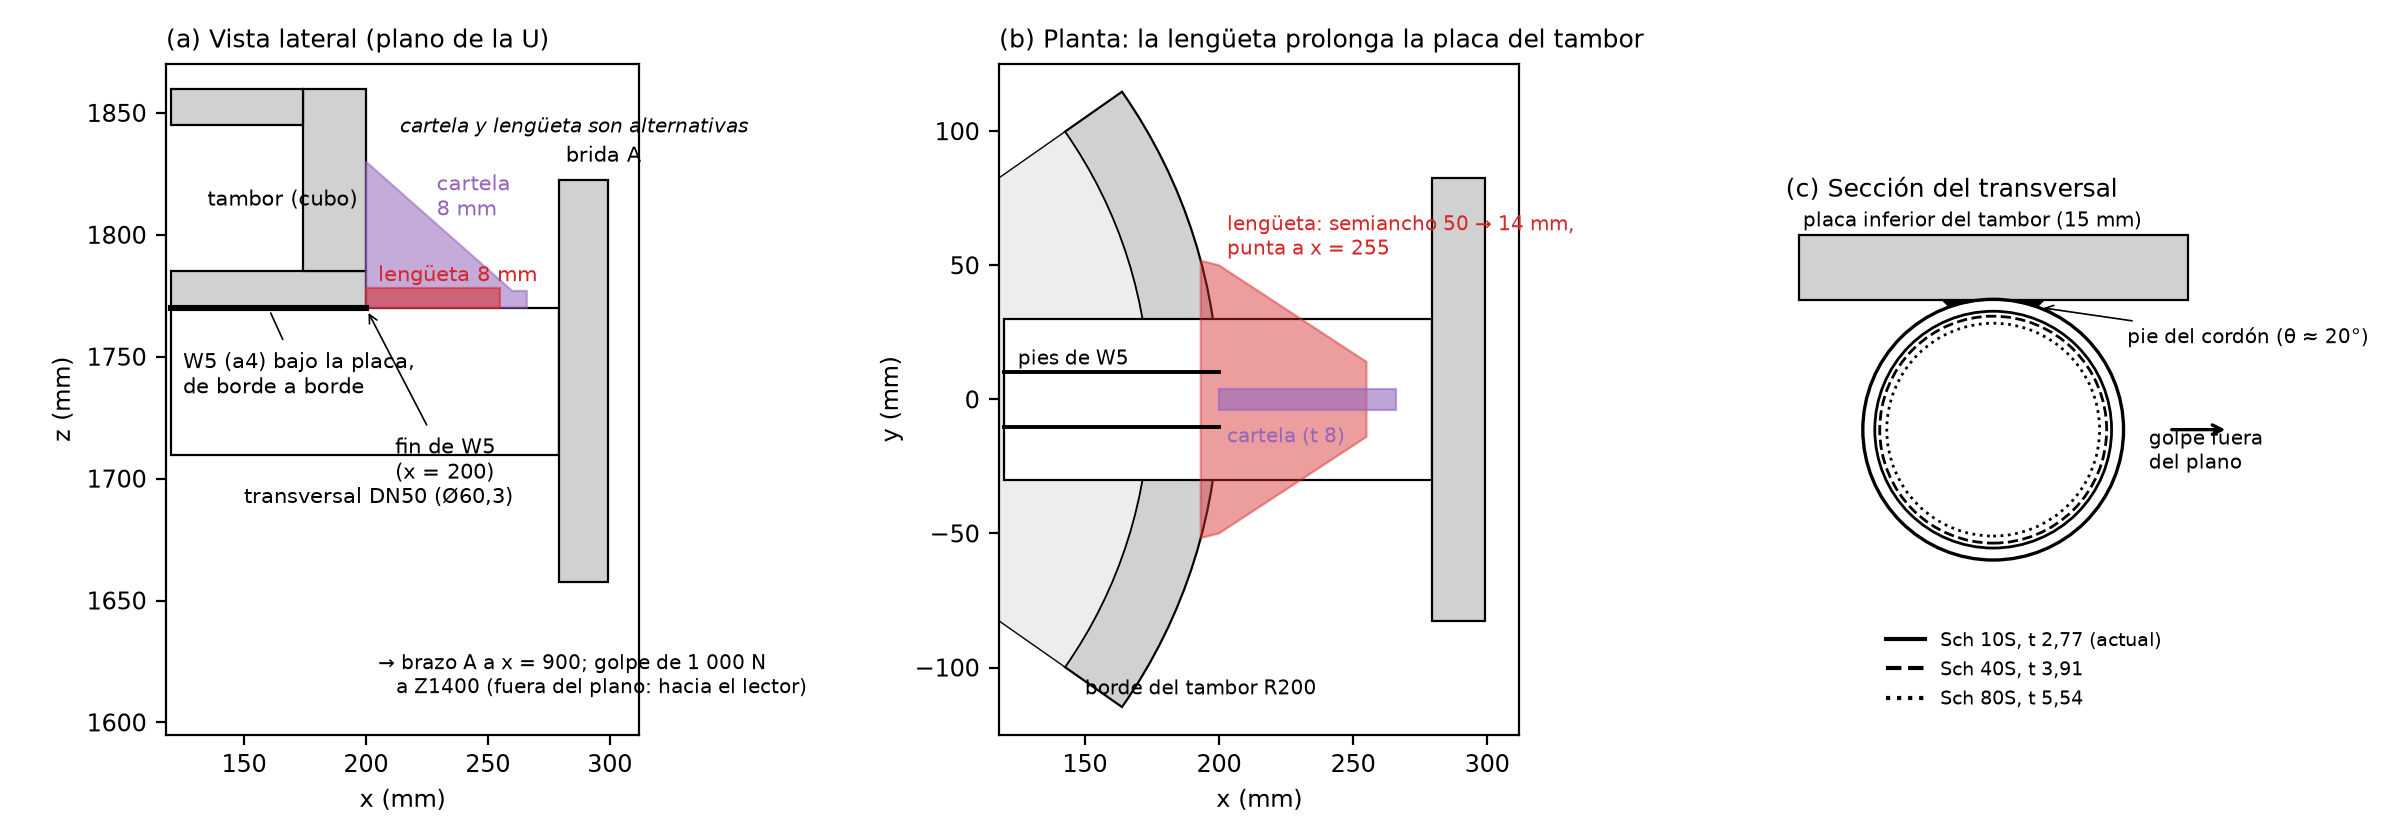 (a) Vista lateral (plano de la U)
1850
1800
1750
1700
1650
1600
z (mm)
150
200
250
300
x (mm)
cartela y lengüeta son alternativas
brida A
cartela
8 mm
tambor (cubo)
lengüeta 8 mm
W5 (a4) bajo la placa,
de borde a borde
fin de W5
(x = 200)
transversal DN50 (Ø60,3)
→ brazo A a x = 900; golpe de 1 000 N
a Z1400 (fuera del plano: hacia el lector)
(b) Planta: la lengüeta prolonga la placa del tambor
100
50
0
−50
−100
y (mm)
150
200
250
300
x (mm)
lengüeta: semiancho 50 → 14 mm,
punta a x = 255
pies de W5
cartela (t 8)
borde del tambor R200
(c) Sección del transversal
placa inferior del tambor (15 mm)
pie del cordón (θ ≈ 20°)
golpe fuera
del plano
Sch 10S, t 2,77 (actual)
Sch 40S, t 3,91
Sch 80S, t 5,54